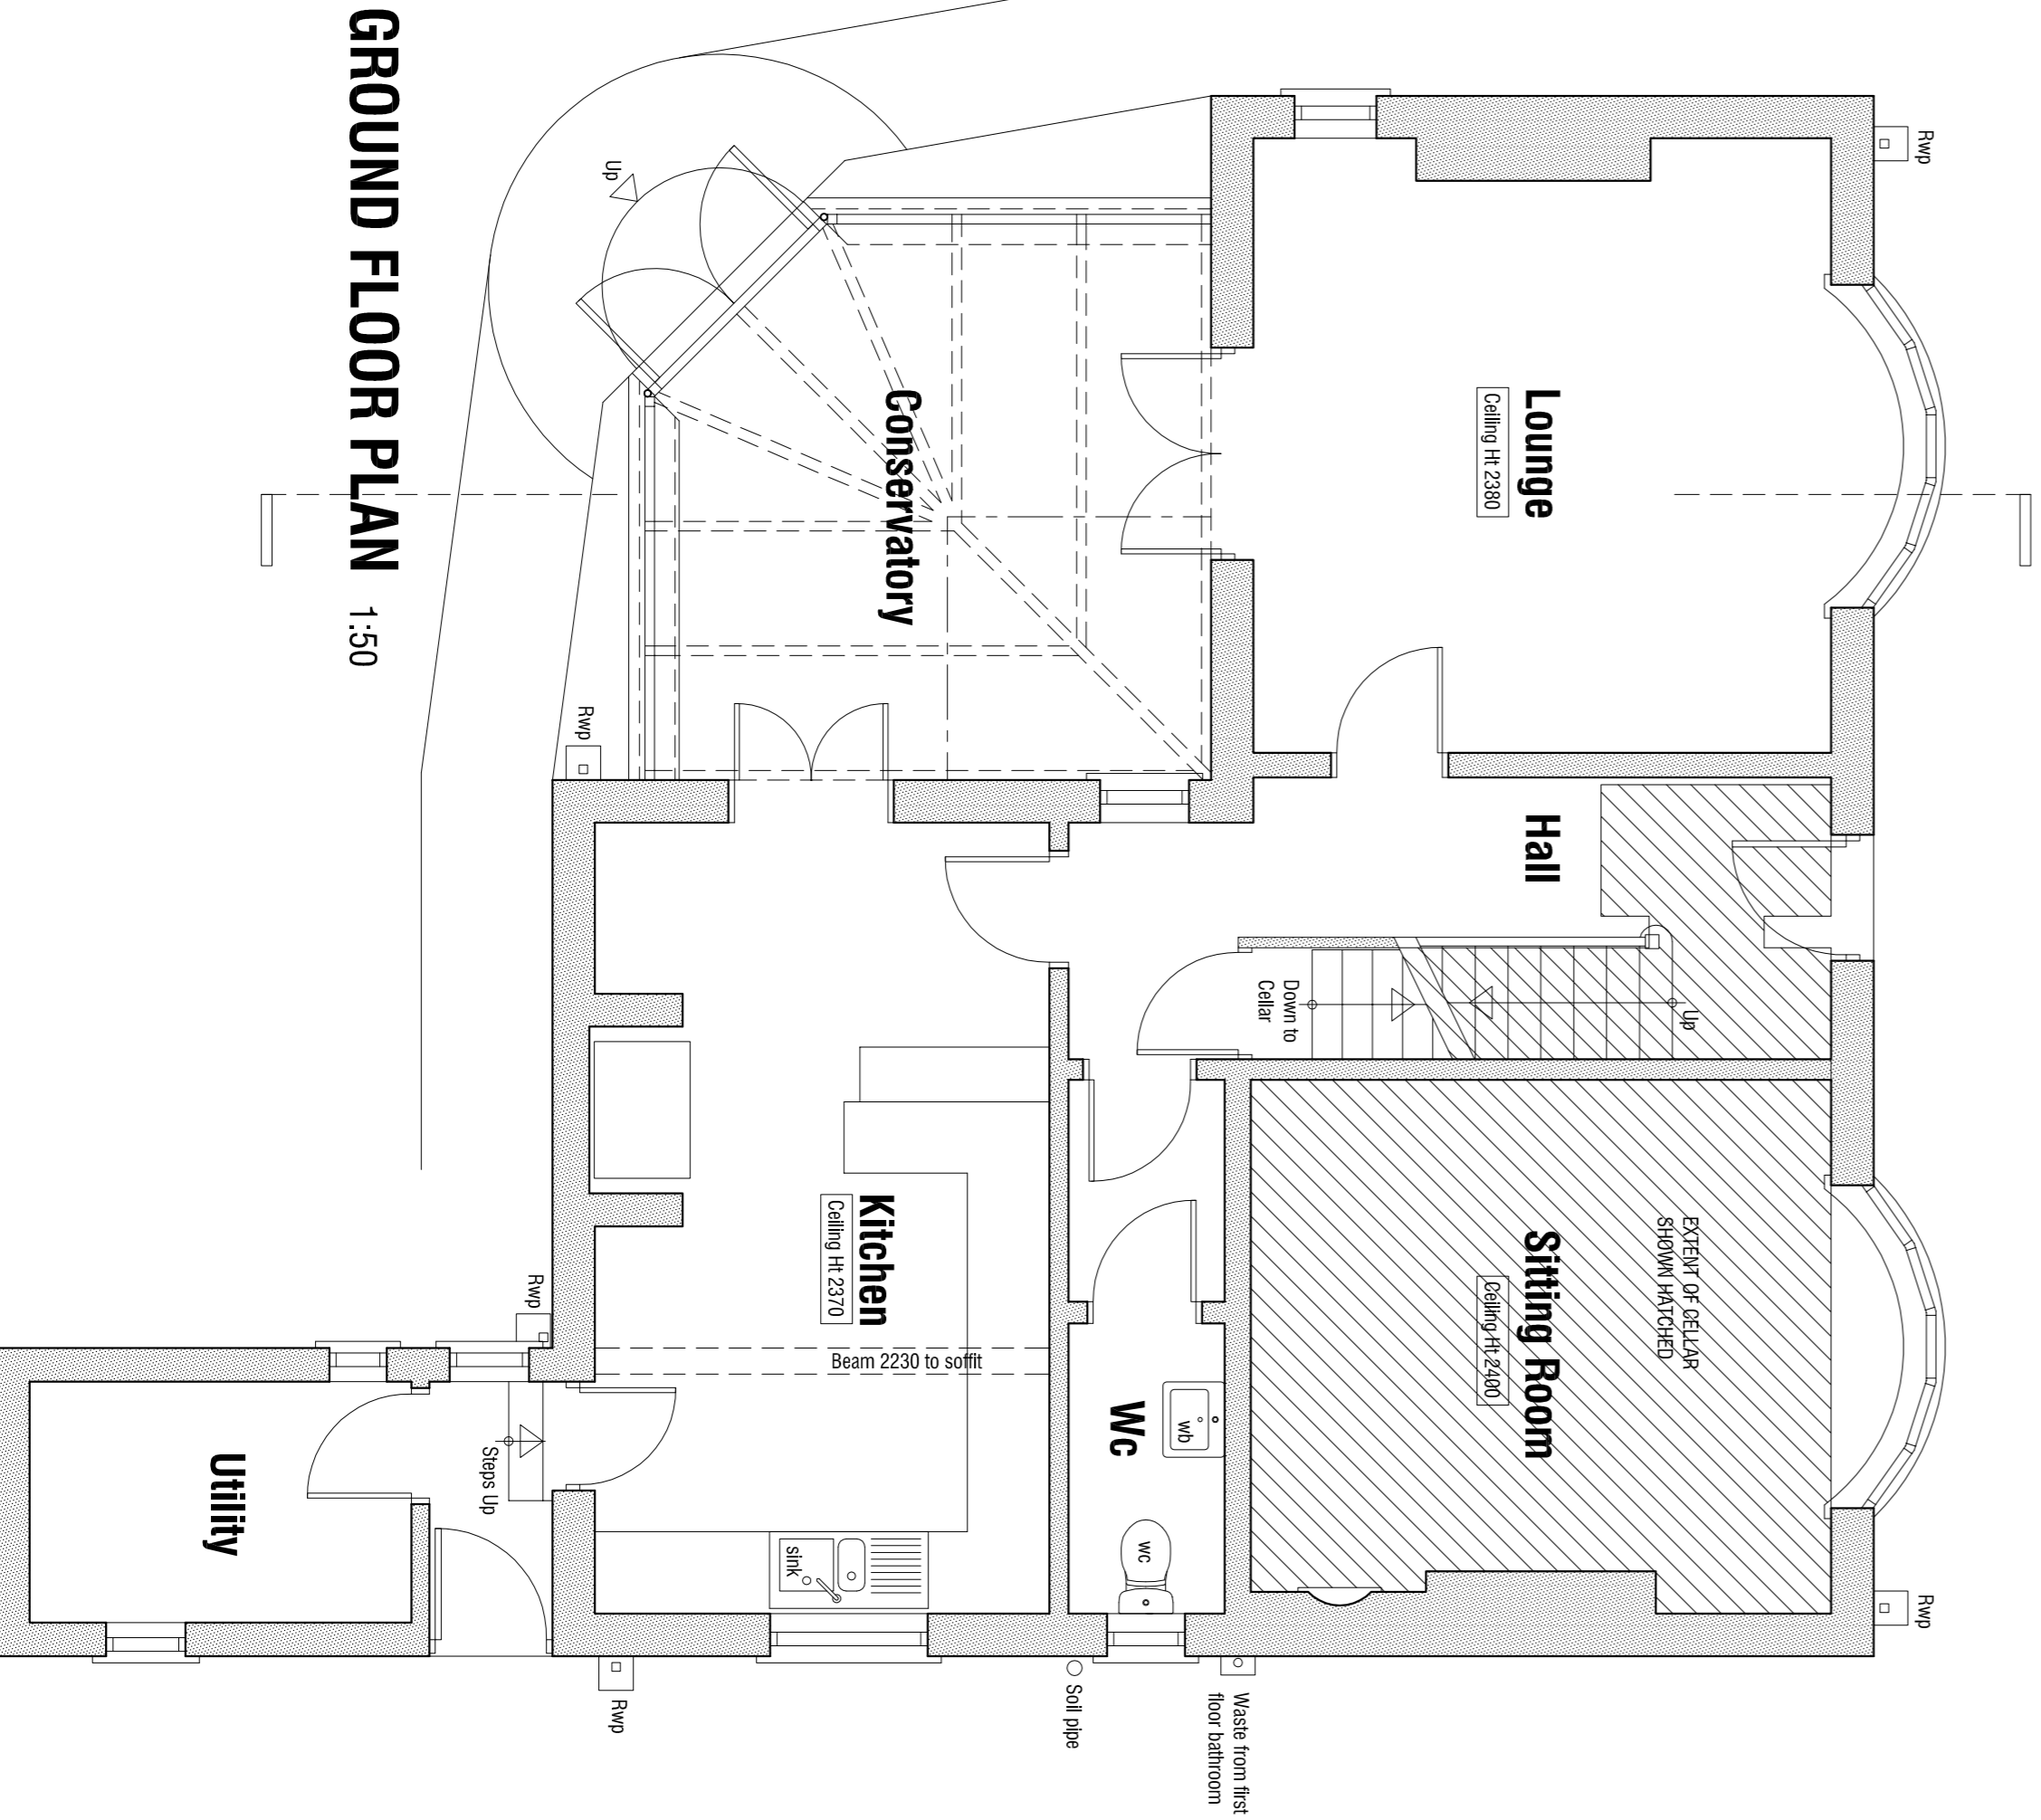 GROUND FLOOR PLAN 1:50
Rwp
Lounge
Ceiling Ht 2380
Conservatory
Up
Rwp
Hall
Up
Down to
Cellar
EXTENT OF CELLAR
SHOWN HATCHED
Sitting Room
Ceiling Ht 2400
Kitchen
Ceiling Ht 2370
Beam 2230 to soffit
Rwp
Wc
wb
wc
sink
Steps Up
Utility
Rwp
Waste from first
floor bathroom
Soil pipe
Rwp